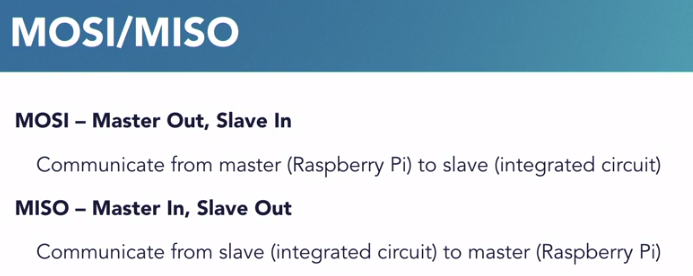 MOSI/MISO
MOSI – Master Out, Slave In
Communicate from master (Raspberry Pi) to slave (integrated circuit)
MISO – Master In, Slave Out
Communicate from slave (integrated circuit) to master (Raspberry Pi)